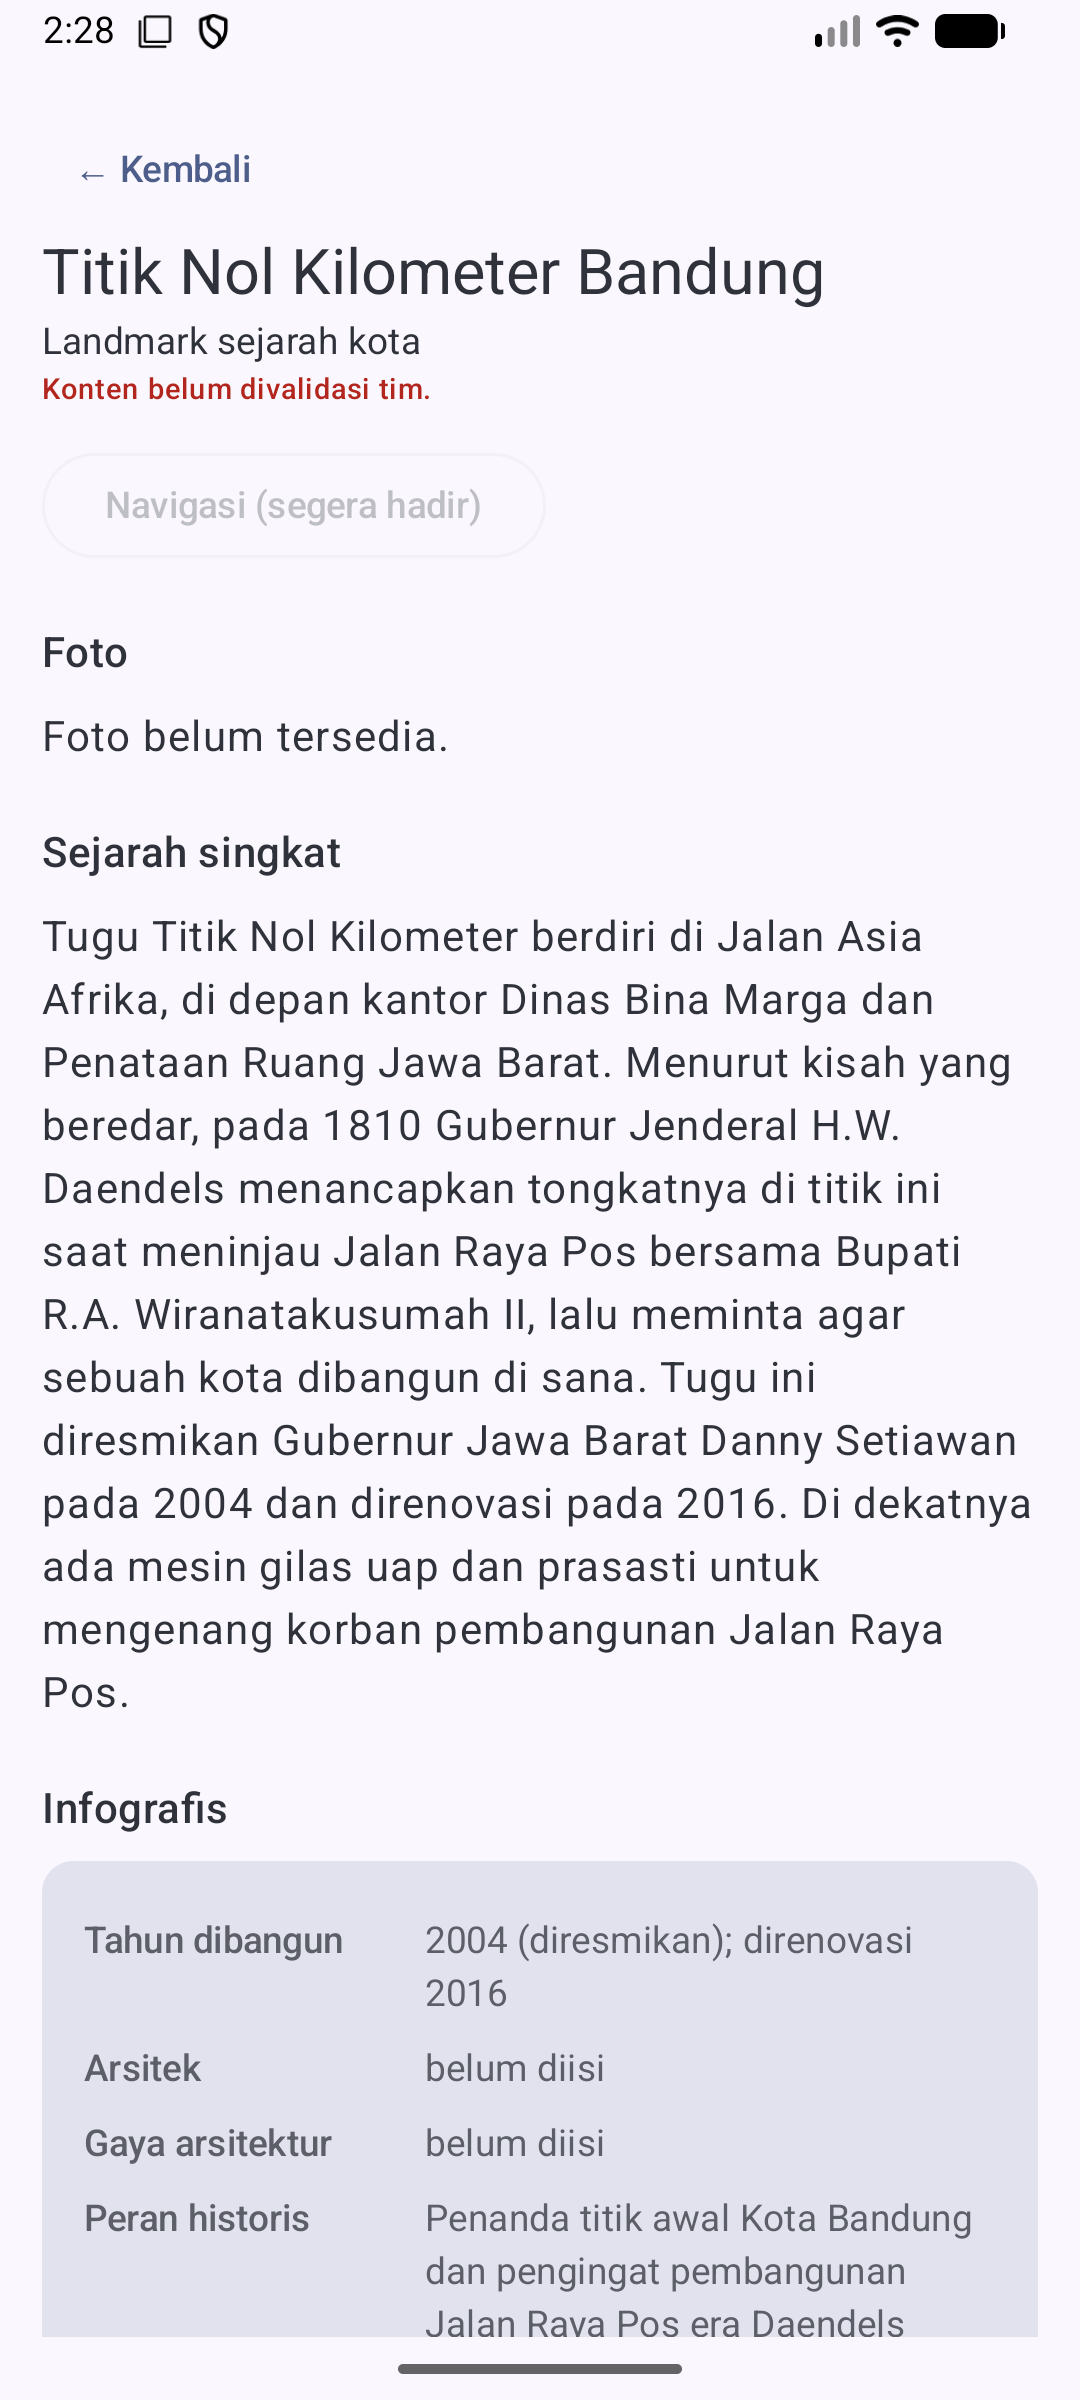 2:28
← Kembali
Titik Nol Kilometer Bandung
Landmark sejarah kota
Konten belum divalidasi tim.
Navigasi (segera hadir)
Foto
Foto belum tersedia.
Sejarah singkat
Tugu Titik Nol Kilometer berdiri di Jalan Asia
Afrika, di depan kantor Dinas Bina Marga dan
Penataan Ruang Jawa Barat. Menurut kisah yang
beredar, pada 1810 Gubernur Jenderal H.W.
Daendels menancapkan tongkatnya di titik ini
saat meninjau Jalan Raya Pos bersama Bupati
R.A. Wiranatakusumah II, lalu meminta agar
sebuah kota dibangun di sana. Tugu ini
diresmikan Gubernur Jawa Barat Danny Setiawan
pada 2004 dan direnovasi pada 2016. Di dekatnya
ada mesin gilas uap dan prasasti untuk
mengenang korban pembangunan Jalan Raya
Pos.
Infografis
Tahun dibangun 2004 (diresmikan); direnovasi
2016
Arsitek belum diisi
Gaya arsitektur belum diisi
Peran historis Penanda titik awal Kota Bandung
dan pengingat pembangunan
Jalan Raya Pos era Daendels